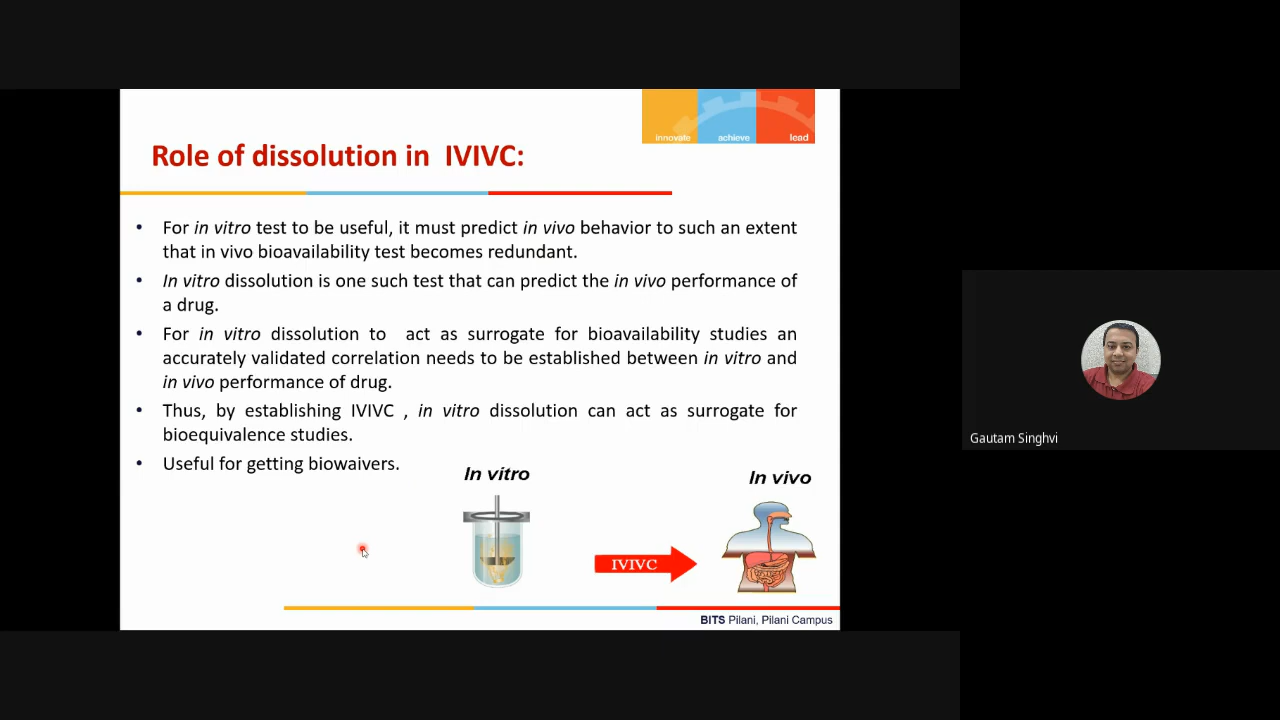 innovate achieve lead
Role of dissolution in IVIVC:
• For in vitro test to be useful, it must predict in vivo behavior to such an extent
that in vivo bioavailability test becomes redundant.
• In vitro dissolution is one such test that can predict the in vivo performance of
a drug.
• For in vitro dissolution to act as surrogate for bioavailability studies an
accurately validated correlation needs to be established between in vitro and
in vivo performance of drug.
• Thus, by establishing IVIVC , in vitro dissolution can act as surrogate for
bioequivalence studies.
• Useful for getting biowaivers.
In vitro
In vivo
IVIVC
BITS Pilani, Pilani Campus
Gautam Singhvi